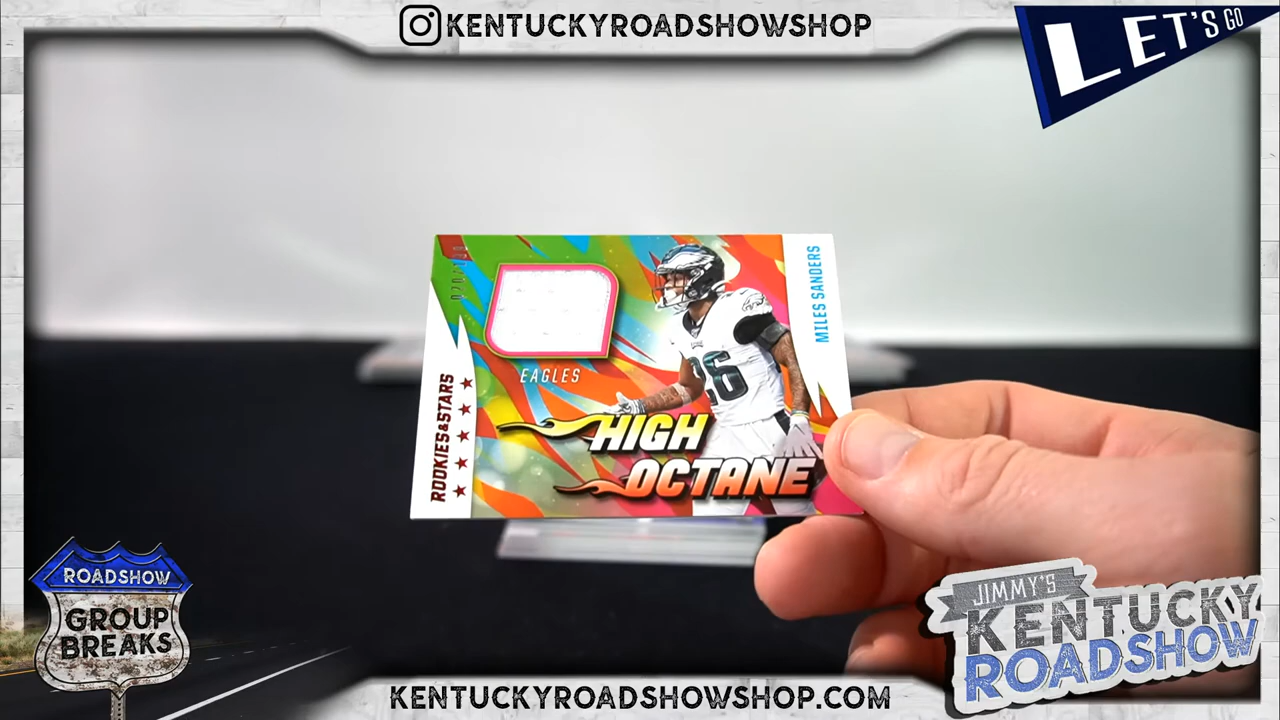 KENTUCKYROADSHOWSHOP
LET'S GO
MILES SANDERS
EAGLES
26
ROOKIES&STARS
HIGH
OCTANE
ROADSHOW
GROUP
BREAKS
JIMMY'S
KENTUCKY
ROADSHOW
KENTUCKYROADSHOWSHOP.COM